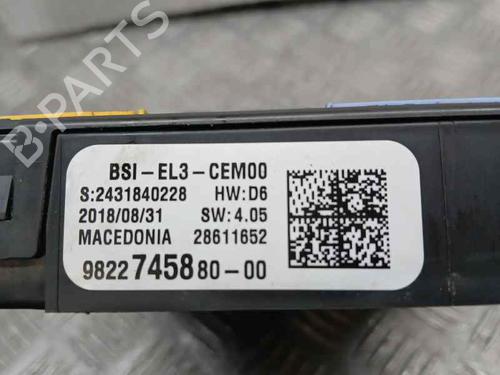 B-PARTS
BSI-EL3-CEM00
S:2431840228 HW:D6
2018/08/31 SW:4.05
MACEDONIA 28611652
9822745880-00